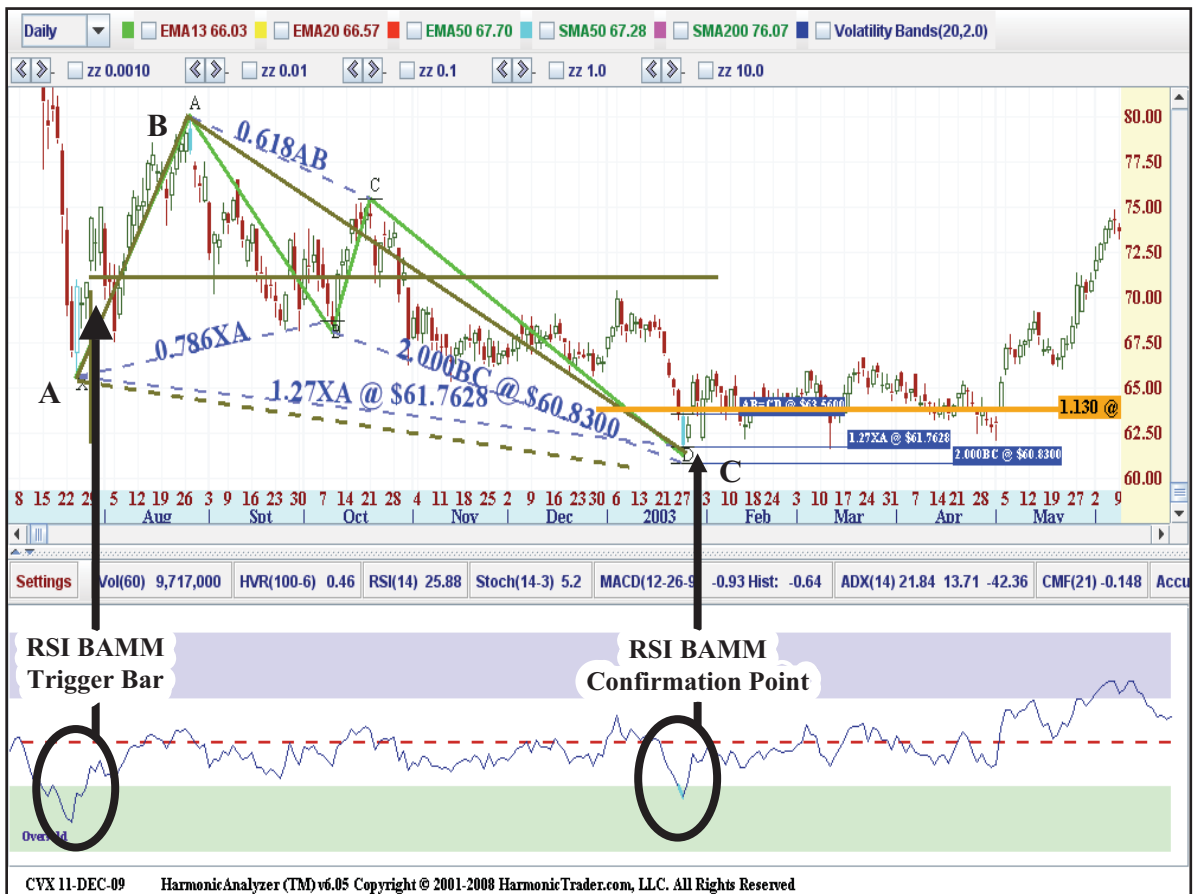 Daily EMA13 66.03 EMA20 66.57 EMA50 67.70 SMA50 67.28 SMA200 76.07 Volatility Bands(20,2.0)
zz 0.0010 zz 0.01 zz 0.1 zz 1.0 zz 10.0
80.00
77.50
75.00
72.50
70.00
67.50
65.00
62.50
60.00
B
A
0.618AB
C
0.786XA
B
2.000BC @ $60.8300
A
X
1.27XA @ $61.7628
AB=CD @ $63.5600
1.130 @
1.27XA @ $61.7628
2.000BC @ $60.8300
D
C
8 15 22 29 5 12 19 26 3 9 16 23 30 7 14 21 28 4 11 18 25 2 9 16 23 30 6 13 21 27 3 10 18 24 3 10 17 24 31 7 14 21 28 5 12 19 27 2 9
Aug Spt Oct Nov Dec 2003 Feb Mar Apr May
Settings Vol(60) 9,717,000 HVR(100-6) 0.46 RSI(14) 25.88 Stoch(14-3) 5.2 MACD(12-26-9 -0.93 Hist: -0.64 ADX(14) 21.84 13.71 -42.36 CMF(21) -0.148 Accu
RSI BAMM
Trigger Bar
RSI BAMM
Confirmation Point
Oversold
CVX 11-DEC-09 HarmonicAnalyzer (TM) v6.05 Copyright © 2001-2008 HarmonicTrader.com, LLC. All Rights Reserved